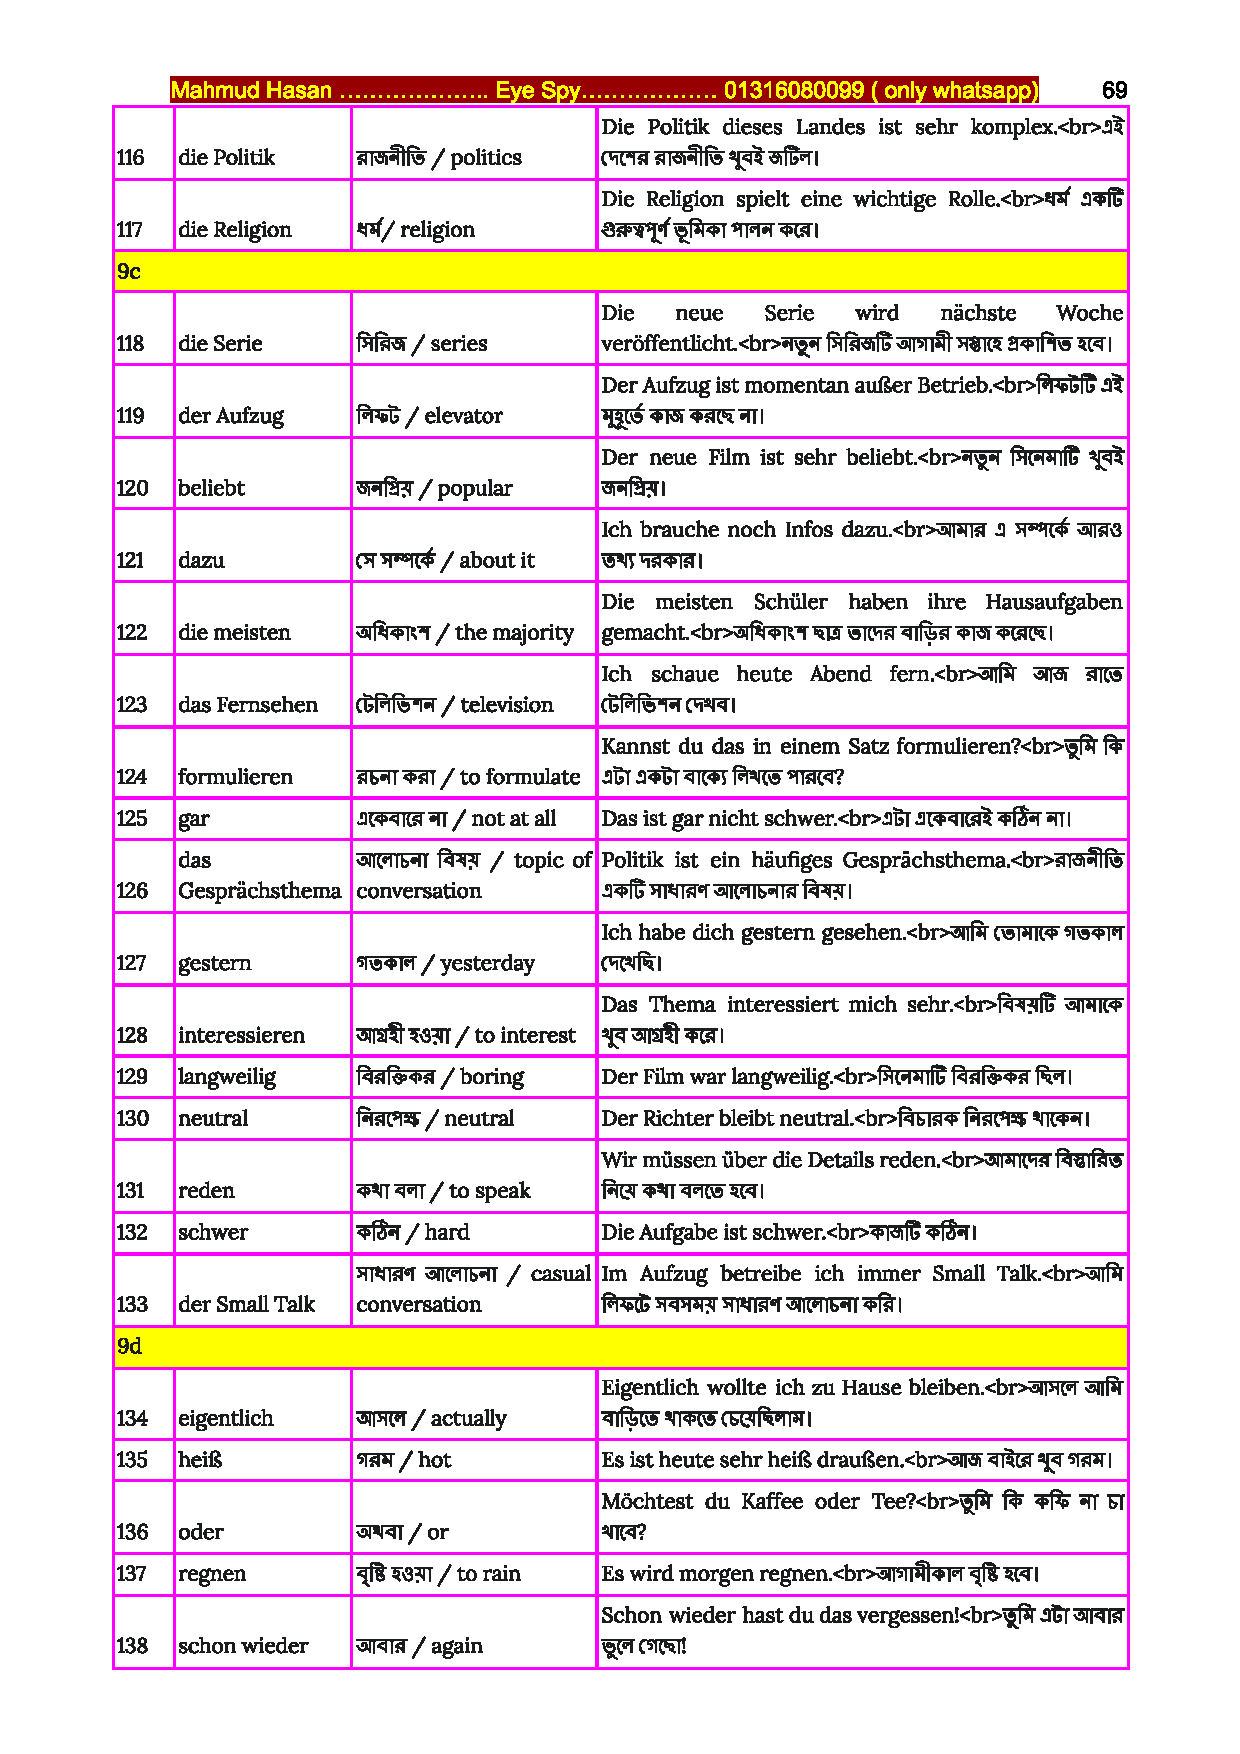 Mahmud Hasan ……………….. Eye Spy……………… 01316080099 ( only whatsapp) 69
Die Politik dieses Landes ist sehr komplex.<br>এই
116 die Politik রাজনীতি / politics দেশের রাজনীতি খুবই জটিল।
Die Religion spielt eine wichtige Rolle.<br>ধর্ম একটি
117 die Religion ধর্ম/ religion গুরুত্বপূর্ণ ভূমিকা পালন করে।
9c
Die neue Serie wird nächste Woche
118 die Serie সিরিজ / series veröffentlicht.<br>নতুন সিরিজটি আগামী সপ্তাহে প্রকাশিত হবে।
Der Aufzug ist momentan außer Betrieb.<br>লিফটটি এই
119 der Aufzug লিফট / elevator মুহূর্তে কাজ করছে না।
Der neue Film ist sehr beliebt.<br>নতুন সিনেমাটি খুবই
120 beliebt জনপ্রিয় / popular জনপ্রিয়।
Ich brauche noch Infos dazu.<br>আমার এ সম্পর্কে আরও
121 dazu সে সম্পর্কে / about it তথ্য দরকার।
Die meisten Schüler haben ihre Hausaufgaben
122 die meisten অধিকাংশ / the majority gemacht.<br>অধিকাংশ ছাত্র তাদের বাড়ির কাজ করেছে।
Ich schaue heute Abend fern.<br>আমি আজ রাতে
123 das Fernsehen টেলিভিশন / television টেলিভিশন দেখব।
Kannst du das in einem Satz formulieren?<br>তুমি কি
124 formulieren রচনা করা / to formulate এটা একটা বাক্যে লিখতে পারবে?
125 gar একেবারে না / not at all Das ist gar nicht schwer.<br>এটা একেবারেই কঠিন না।
das আলোচনা বিষয় / topic of Politik ist ein häufiges Gesprächsthema.<br>রাজনীতি
126 Gesprächsthema conversation একটি সাধারণ আলোচনার বিষয়।
Ich habe dich gestern gesehen.<br>আমি তোমাকে গতকাল
127 gestern গতকাল / yesterday দেখেছি।
Das Thema interessiert mich sehr.<br>বিষয়টি আমাকে
128 interessieren আগ্রহী হওয়া / to interest খুব আগ্রহী করে।
129 langweilig বিরক্তিকর / boring Der Film war langweilig.<br>সিনেমাটি বিরক্তিকর ছিল।
130 neutral নিরপেক্ষ / neutral Der Richter bleibt neutral.<br>বিচারক নিরপেক্ষ থাকেন।
Wir müssen über die Details reden.<br>আমাদের বিস্তারিত
131 reden কথা বলা / to speak নিয়ে কথা বলতে হবে।
132 schwer কঠিন / hard Die Aufgabe ist schwer.<br>কাজটি কঠিন।
সাধারণ আলোচনা / casual Im Aufzug betreibe ich immer Small Talk.<br>আমি
133 der Small Talk conversation লিফটে সবসময় সাধারণ আলোচনা করি।
9d
Eigentlich wollte ich zu Hause bleiben.<br>আসলে আমি
134 eigentlich আসলে / actually বাড়িতে থাকতে চেয়েছিলাম।
135 heiß গরম / hot Es ist heute sehr heiß draußen.<br>আজ বাইরে খুব গরম।
Möchtest du Kaffee oder Tee?<br>তুমি কি কফি না চা
136 oder অথবা / or খাবে?
137 regnen বৃষ্টি হওয়া / to rain Es wird morgen regnen.<br>আগামীকাল বৃষ্টি হবে।
Schon wieder hast du das vergessen!<br>তুমি এটা আবার
138 schon wieder আবার / again ভুলে গেছো!